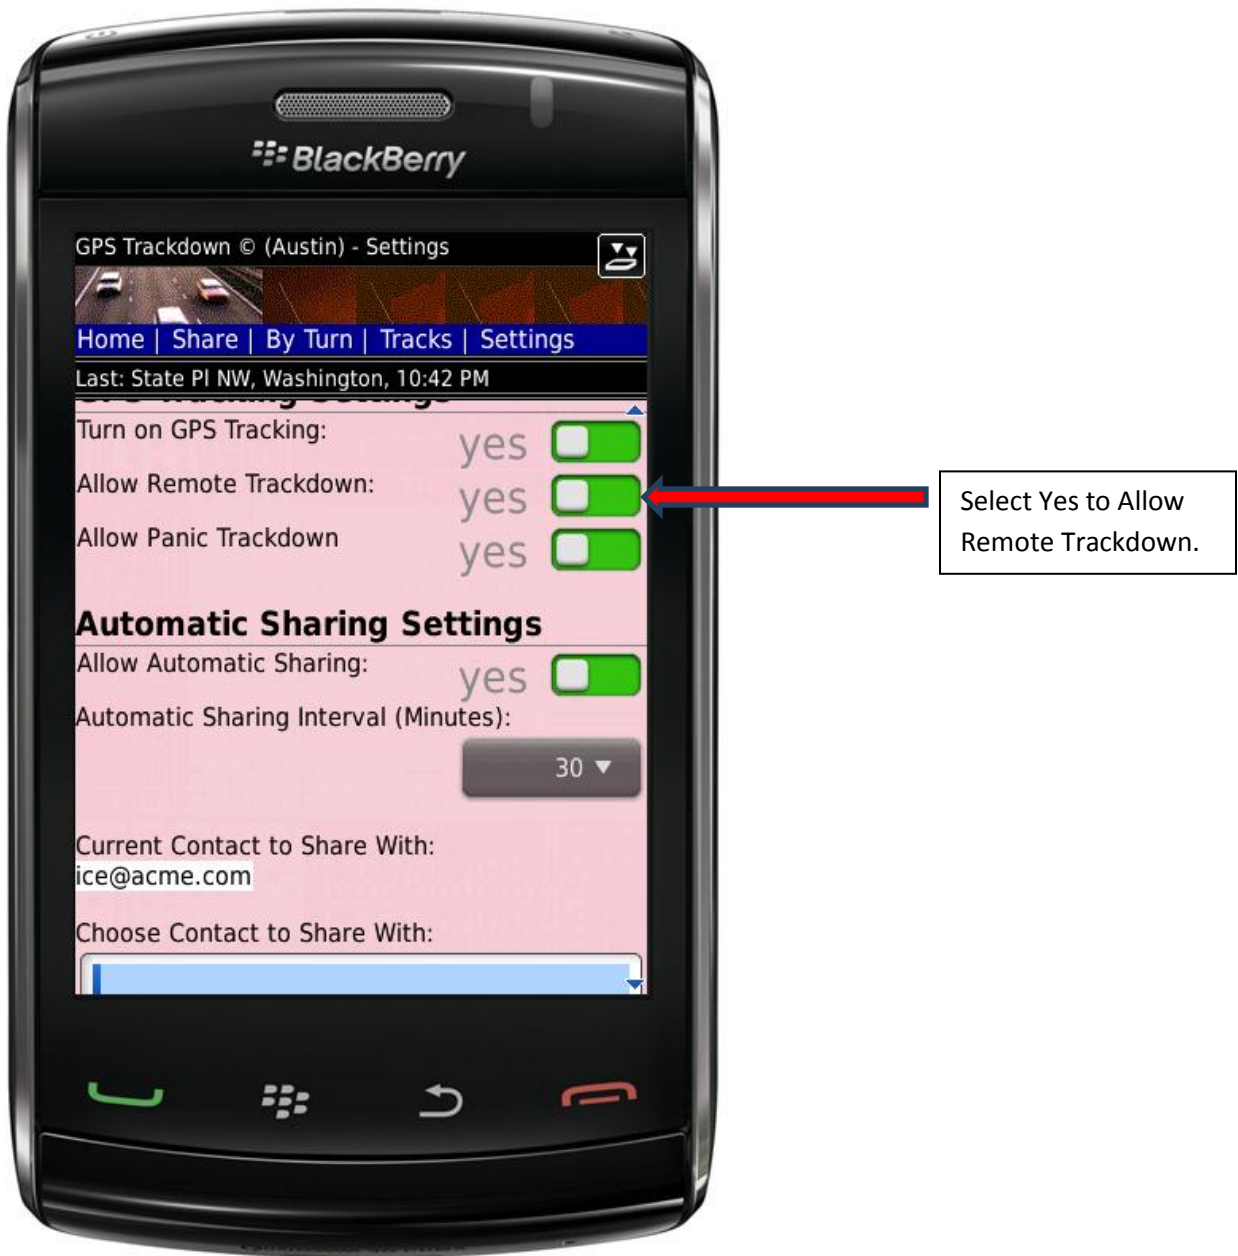 BlackBerry
GPS Trackdown © (Austin) - Settings
Home | Share | By Turn | Tracks | Settings
Last: State Pl NW, Washington, 10:42 PM
GPS Tracking Settings
Turn on GPS Tracking:
yes
Allow Remote Trackdown:
yes
Allow Panic Trackdown
yes
Automatic Sharing Settings
Allow Automatic Sharing:
yes
Automatic Sharing Interval (Minutes):
30
Current Contact to Share With:
ice@acme.com
Choose Contact to Share With:
Select Yes to Allow
Remote Trackdown.